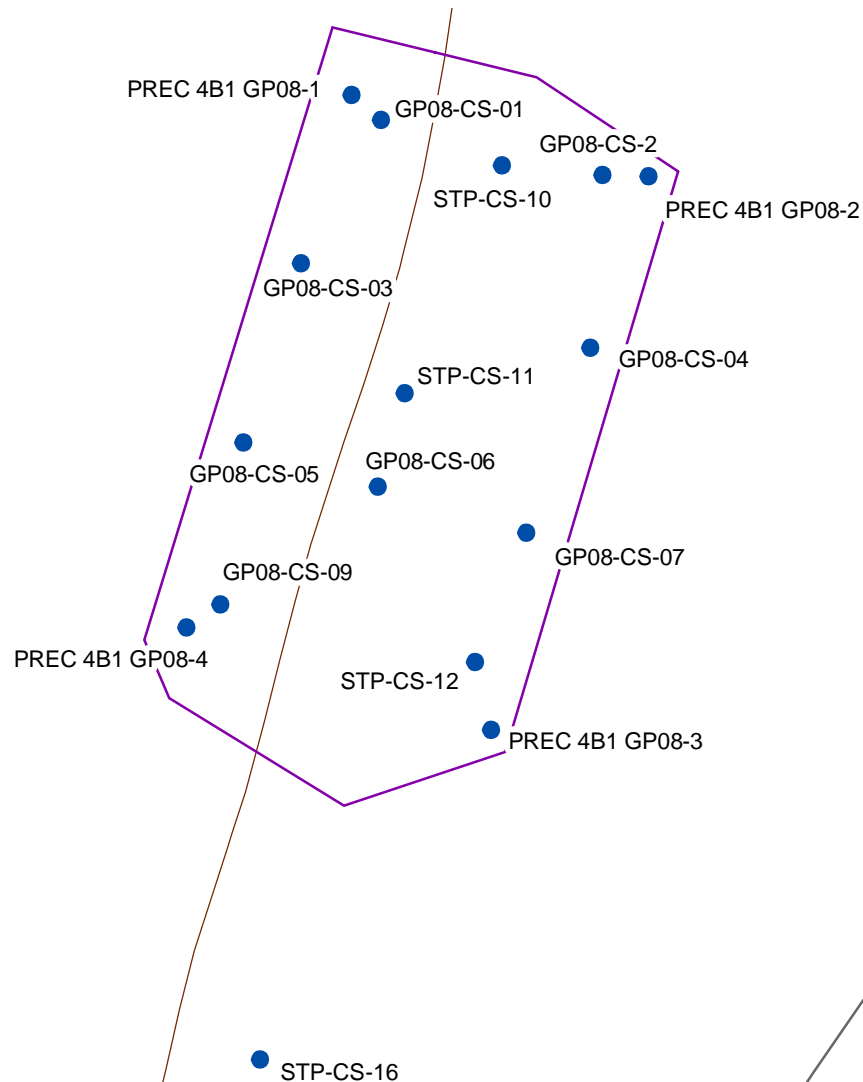 PREC 4B1 GP08-1
GP08-CS-01
GP08-CS-2
STP-CS-10
PREC 4B1 GP08-2
GP08-CS-03
GP08-CS-04
STP-CS-11
GP08-CS-06
GP08-CS-05
GP08-CS-07
GP08-CS-09
PREC 4B1 GP08-4
STP-CS-12
PREC 4B1 GP08-3
STP-CS-16